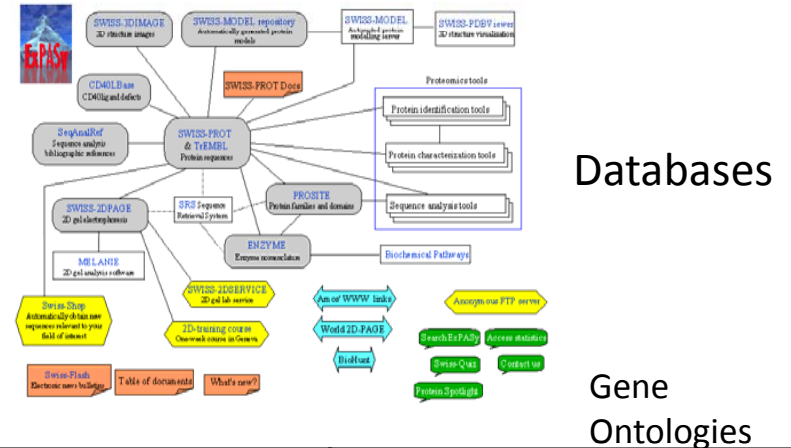 ExPASy
SWISS-3DIMAGE
3D structure images
SWISS-MODEL repository
Automatically generated protein
models
SWISS-MODEL
Automated protein
modelling server
SWISS-PDBViewer
3D structure visualization
CD40LBase
CD40 ligand defects
SWISS-PROT Docs
Proteomics tools
Protein identification tools
SeqAnalRef
Sequence analysis
bibliographic references
SWISS-PROT
& TrEMBL
Protein sequences
Protein characterization tools
Databases
SWISS-2DPAGE
2D gel electrophoresis
SRS Sequence
Retrieval System
PROSITE
Protein families and domains
Sequence analysis tools
ENZYME
Enzyme nomenclature
Biochemical Pathways
MELANIE
2D gel analysis software
Swiss-Shop
Automatically obtain new
sequences relevant to your
field of interest
SWISS-2DSERVICE
2D gel lab service
2D-training course
One-week course in Geneva
Amos' WWW links
World 2D-PAGE
BioHunt
Anonymous FTP server
Search ExPASy
Access statistics
Swiss-Quiz
Contact us
Protein Spotlight
Swiss-Flash
Electronic news bulletins
Table of documents
What's new?
Gene
Ontologies